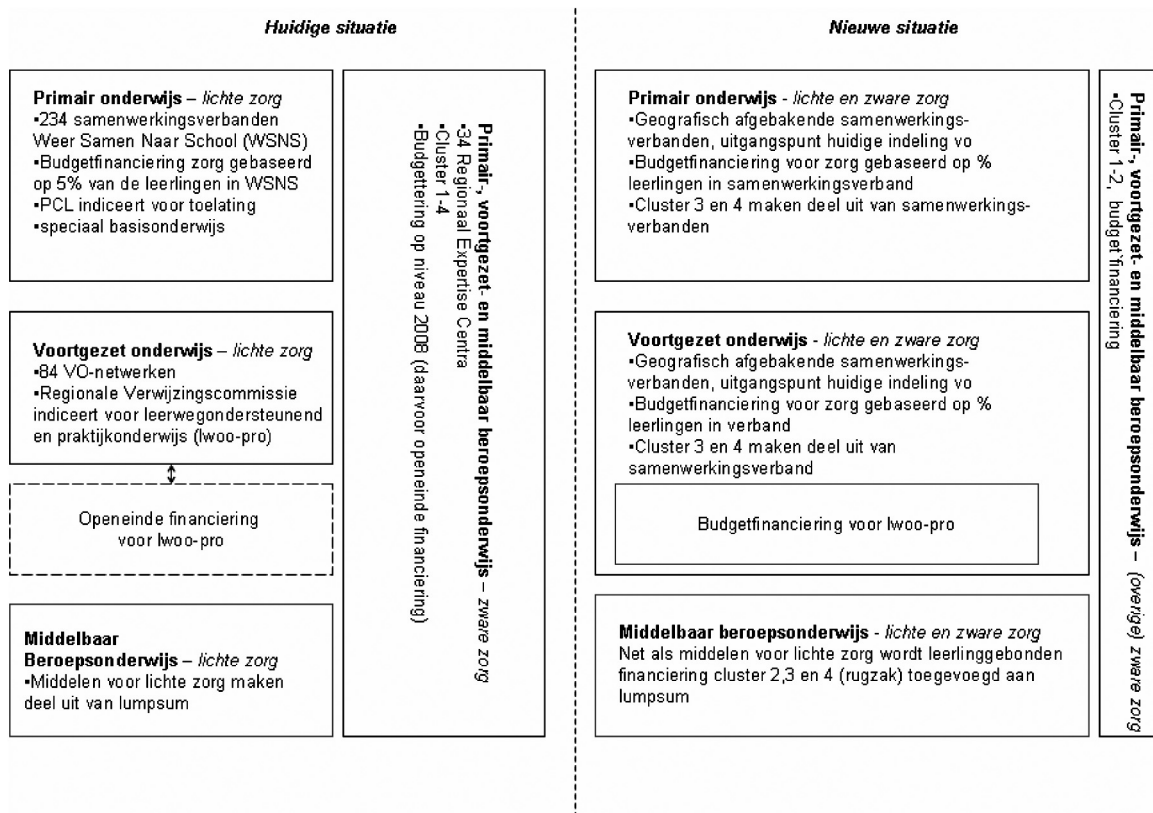 Huidige situatie
Primair onderwijs – lichte zorg
▪234 samenwerkingsverbanden
Weer Samen Naar School (WSNS)
▪Budgetfinanciering zorg gebaseerd
op 5% van de leerlingen in WSNS
▪PCL indiceert voor toelating
▪speciaal basisonderwijs
Voortgezet onderwijs – lichte zorg
▪84 VO-netwerken
▪Regionale Verwijzingscommissie
indiceert voor leerwegondersteunend
en praktijkonderwijs (lwoo-pro)
Openeinde financiering
voor lwoo-pro
Middelbaar
Beroepsonderwijs – lichte zorg
▪Middelen voor lichte zorg maken
deel uit van lumpsum
Primair-, voortgezet- en middelbaar beroepsonderwijs – zware zorg
▪34 Regionaal Expertise Centra
▪Cluster 1-4
▪Budgettering op niveau 2008 (daarvoor openeinde financiering)
Nieuwe situatie
Primair onderwijs - lichte en zware zorg
▪Geografisch afgebakende samenwerkings-
verbanden, uitgangspunt huidige indeling vo
▪Budgetfinanciering voor zorg gebaseerd op %
leerlingen in samenwerkingsverband
▪Cluster 3 en 4 maken deel uit van samenwerkings-
verbanden
Voortgezet onderwijs - lichte en zware zorg
▪Geografisch afgebakende samenwerkings-
verbanden, uitgangspunt huidige indeling vo
▪Budgetfinanciering voor zorg gebaseerd op %
leerlingen in verband
▪Cluster 3 en 4 maken deel uit van
samenwerkingsverband
Budgetfinanciering voor lwoo-pro
Middelbaar beroepsonderwijs - lichte en zware zorg
Net als middelen voor lichte zorg wordt leerlinggebonden
financiering cluster 2,3 en 4 (rugzak) toegevoegd aan
lumpsum
Primair-, voortgezet- en middelbaar beroepsonderwijs – (overige) zware zorg
▪Cluster 1-2, budget financiering